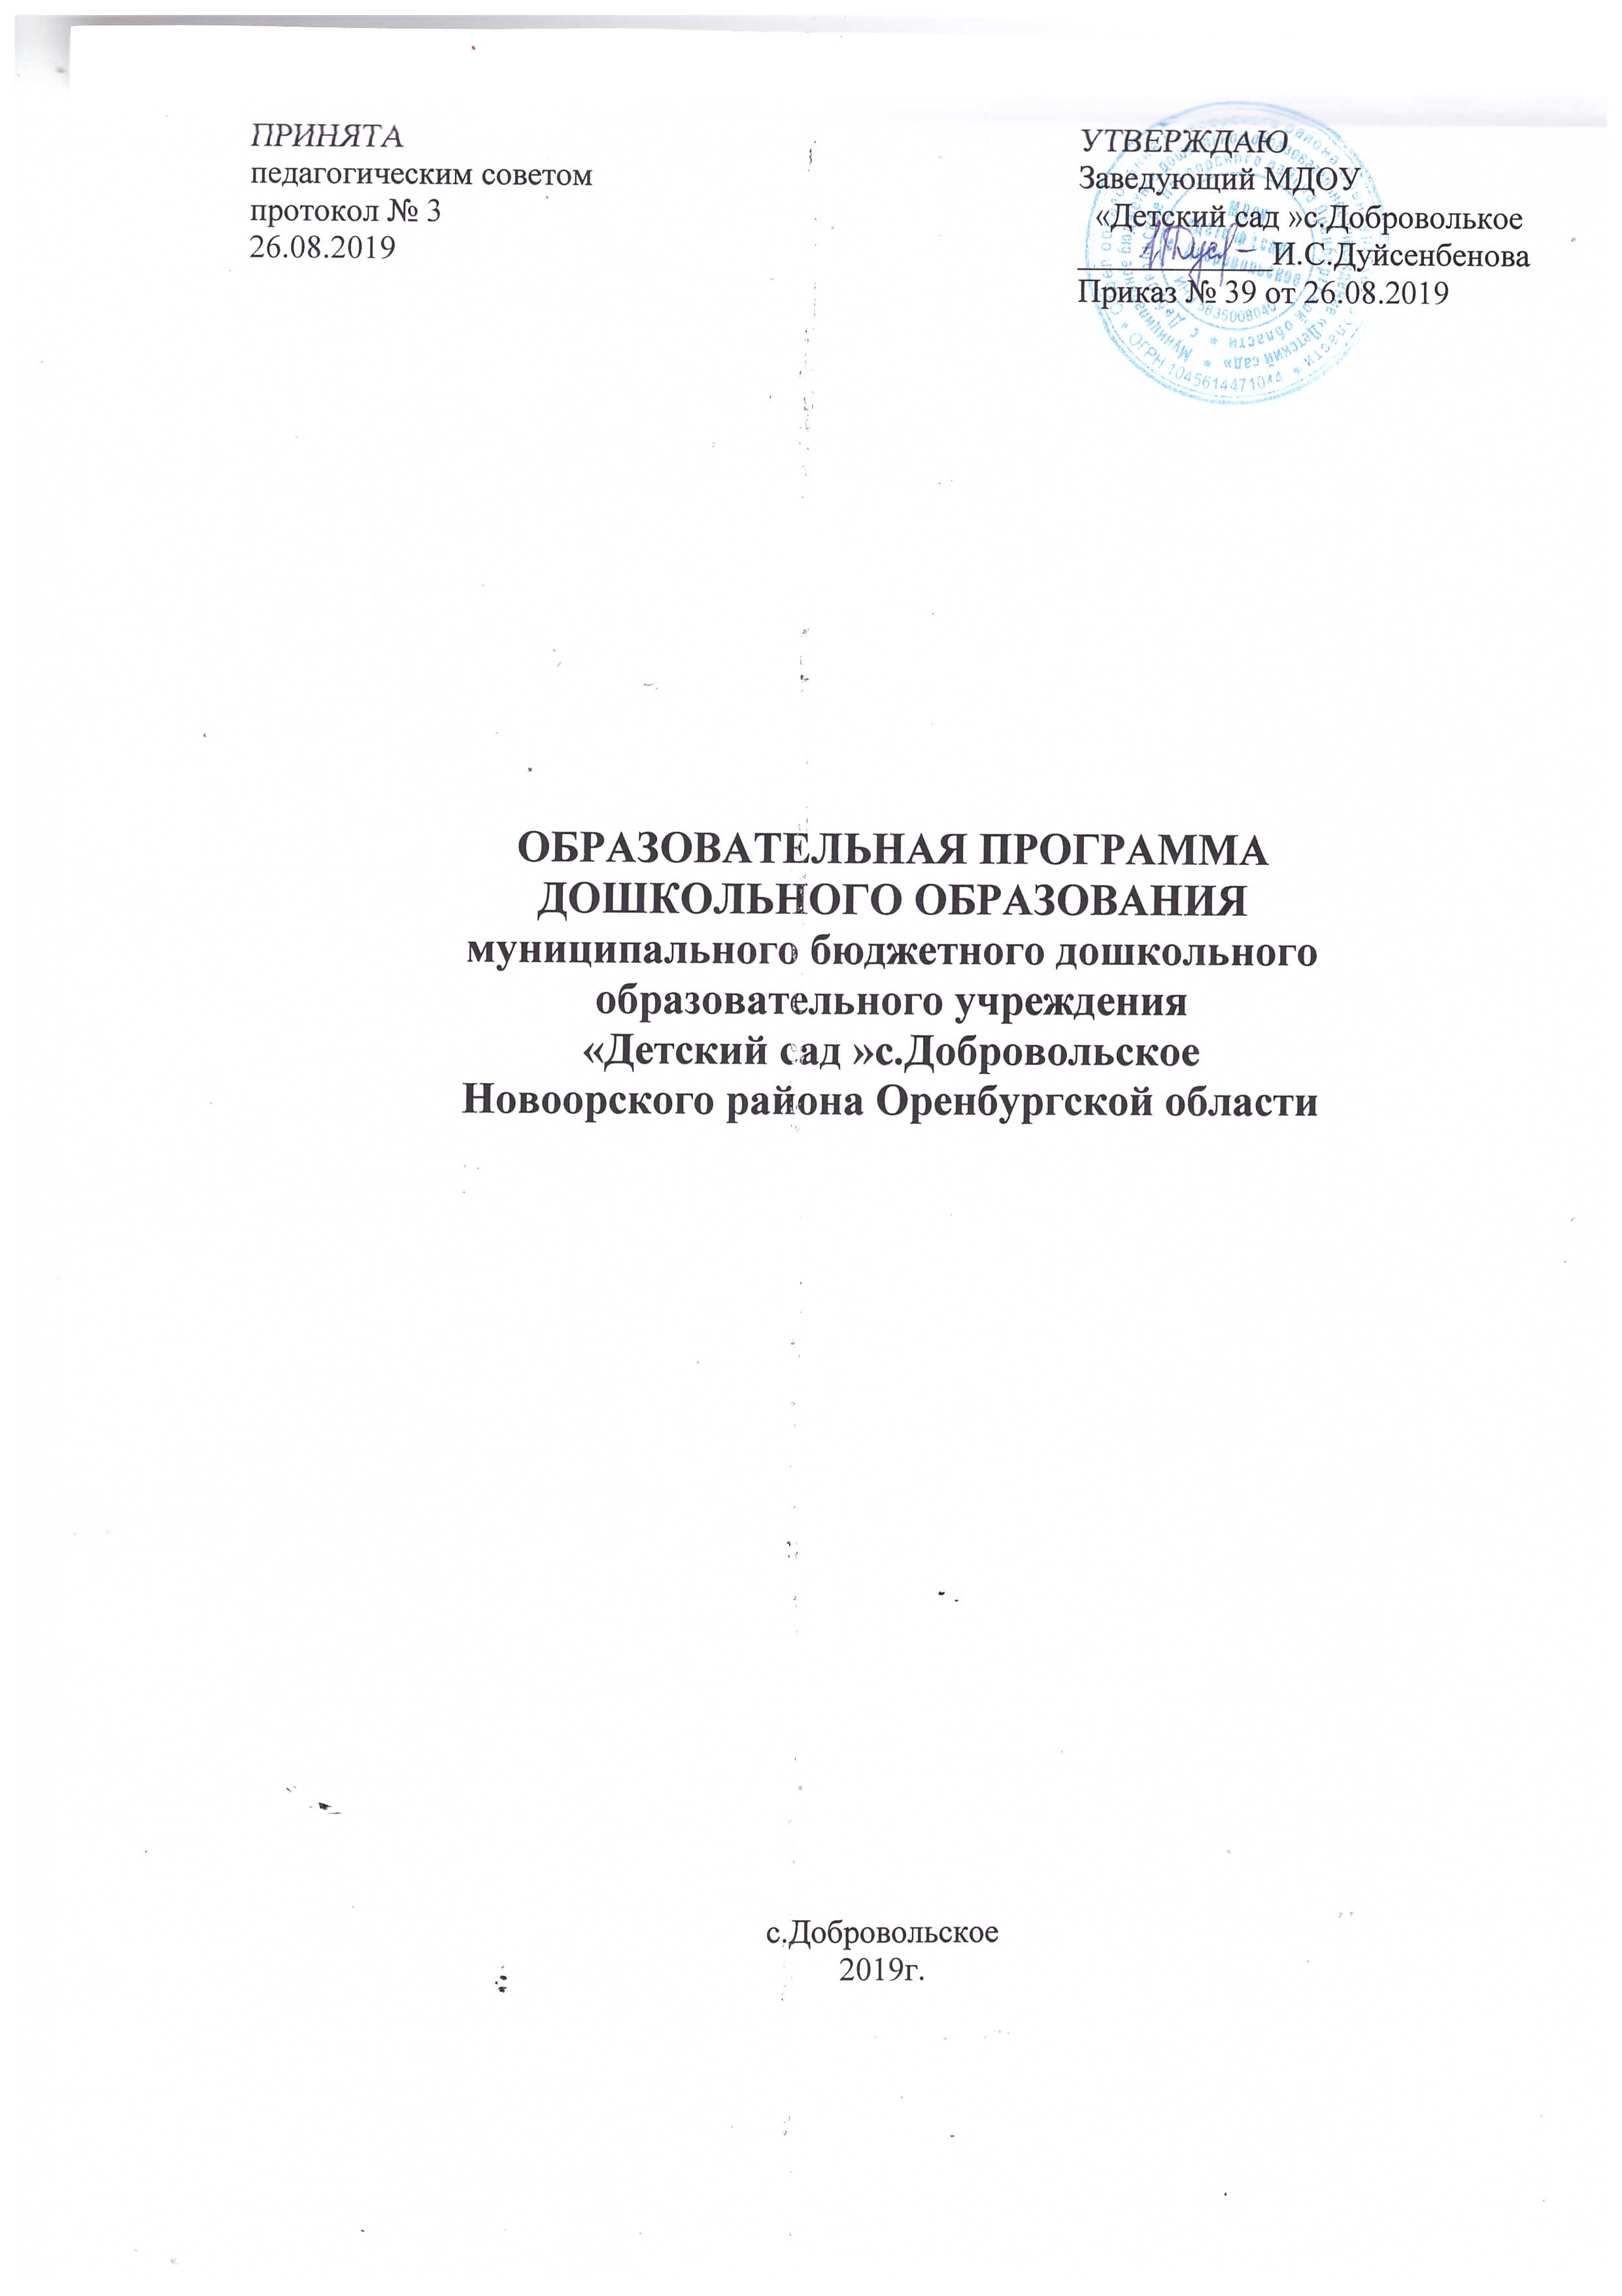 ПРИНЯТА
педагогическим советом
протокол № 3
26.08.2019
УТВЕРЖДАЮ
Заведующий МДОУ
«Детский сад »с.Доброволькое
И.С.Дуйсенбенова
Приказ № 39 от 26.08.2019
ОГРН 1045614471044
ОБРАЗОВАТЕЛЬНАЯ ПРОГРАММА
ДОШКОЛЬНОГО ОБРАЗОВАНИЯ
муниципального бюджетного дошкольного
образовательного учреждения
«Детский сад »с.Добровольское
Новоорского района Оренбургской области
с.Добровольское
2019г.